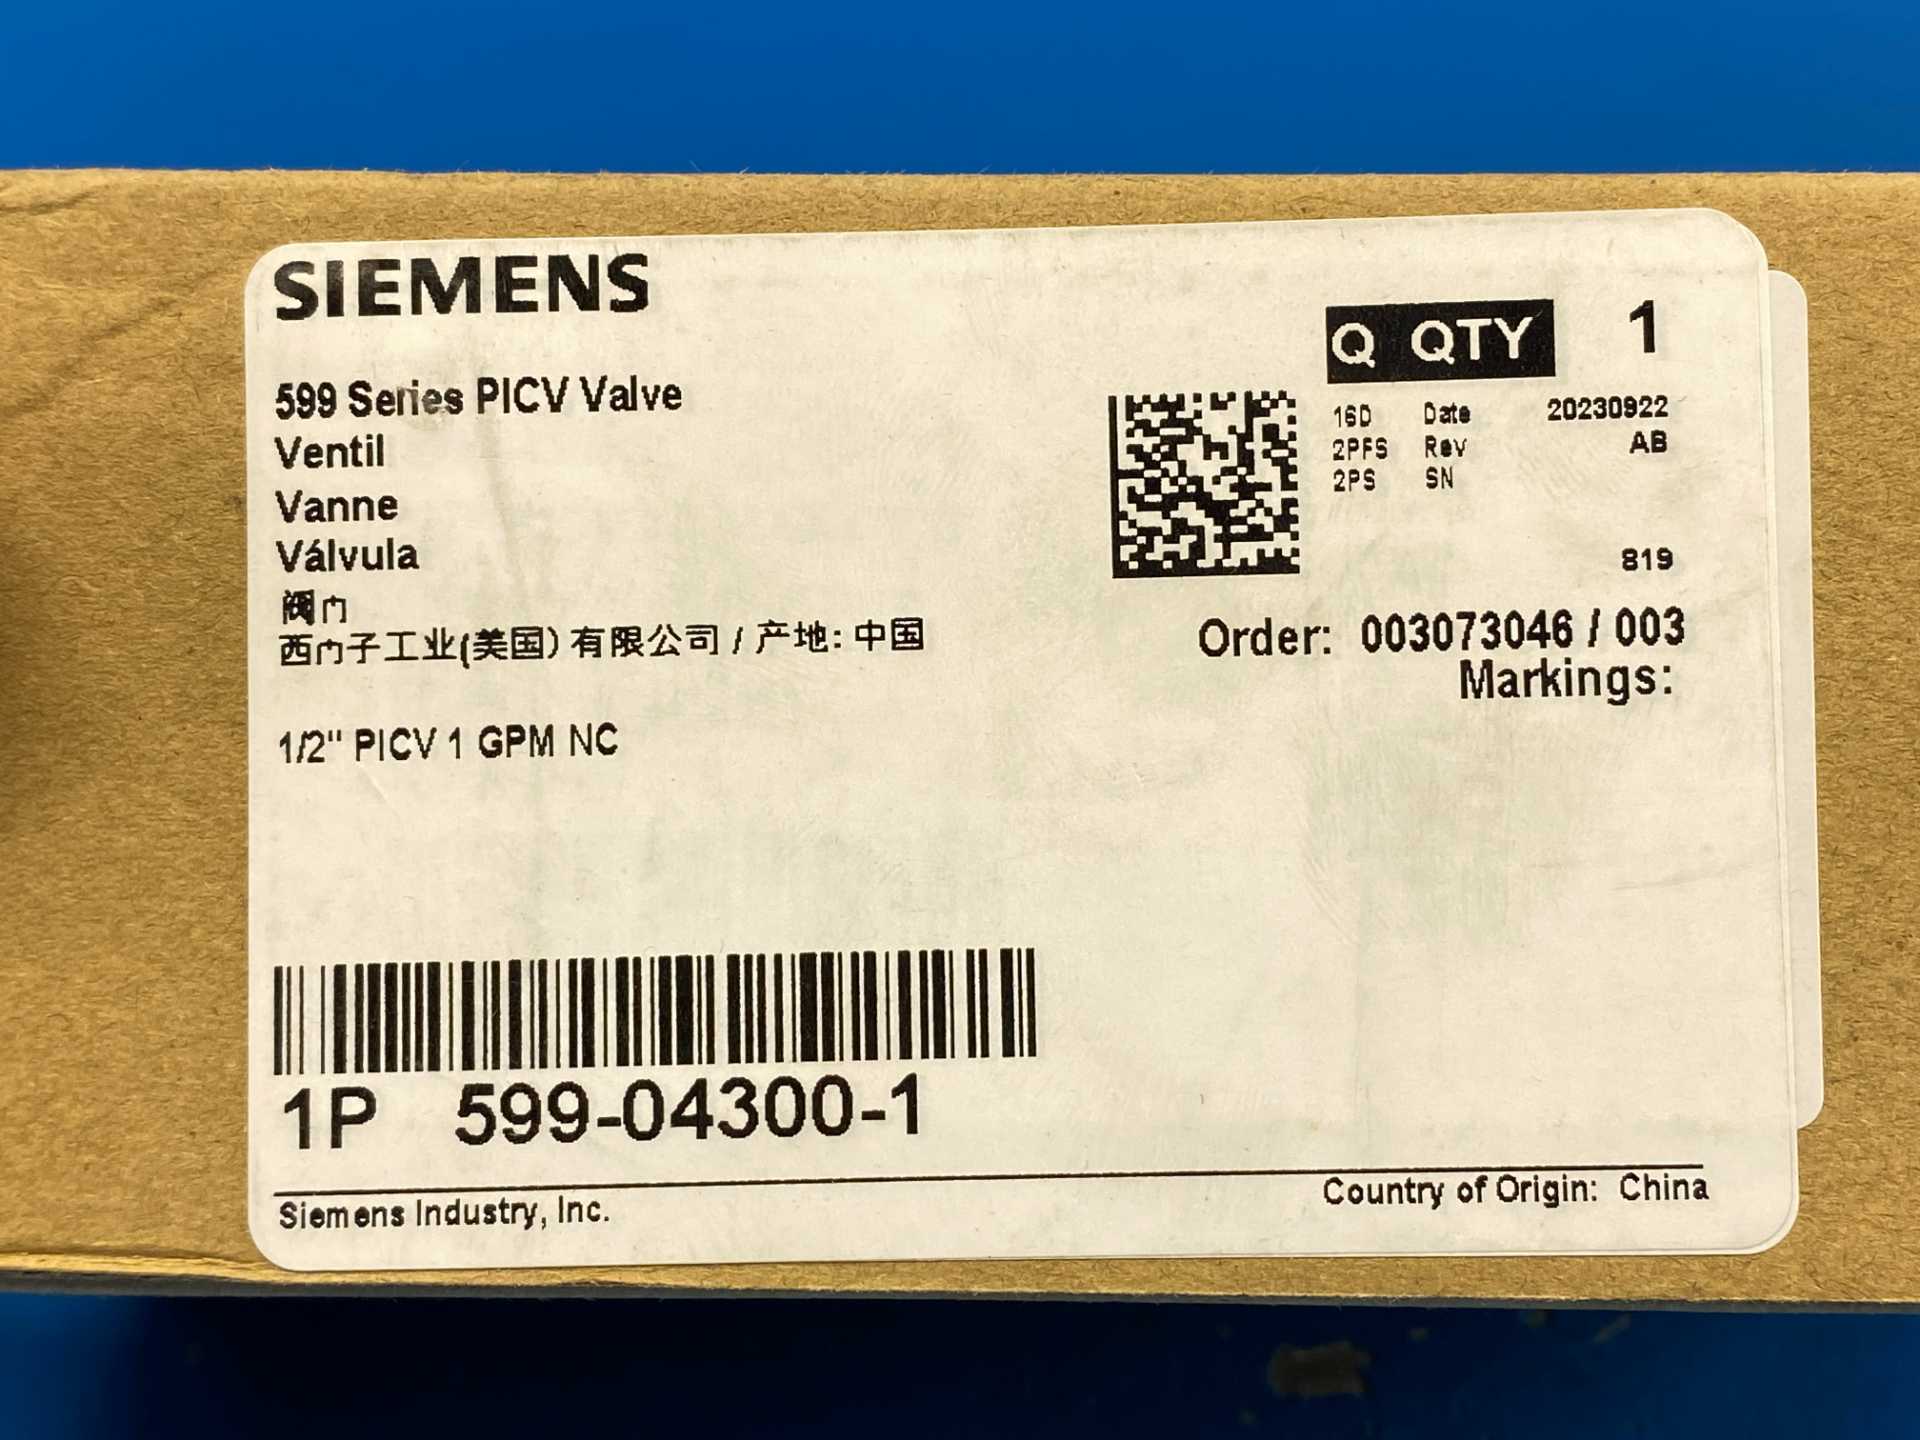 SIEMENS
Q QTY 1
599 Series PICV Valve
Ventil
Vanne
Válvula
阀门
西门子工业(美国) 有限公司 / 产地: 中国
16D Date 20230922
2PFS Rev AB
2PS SN
819
Order: 003073046 / 003
Markings:
1/2" PICV 1 GPM NC
1P 599-04300-1
Siemens Industry, Inc.
Country of Origin: China